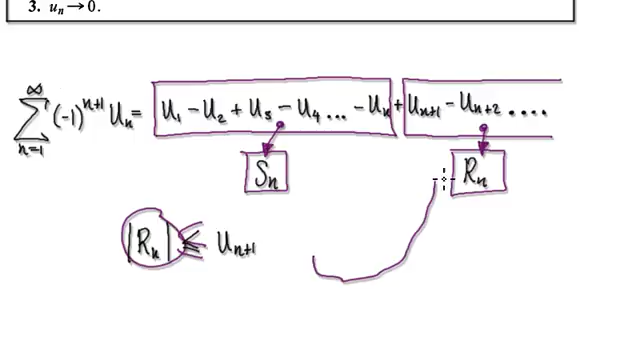 3. uₙ → 0.
∞
∑ (-1)ⁿ⁺¹ Uₙ = U₁ - U₂ + U₃ - U₄ ... - Uₙ + Uₙ₊₁ - Uₙ₊₂ ....
n=1
Sₙ Rₙ
|Rₙ| ≤ Uₙ₊₁